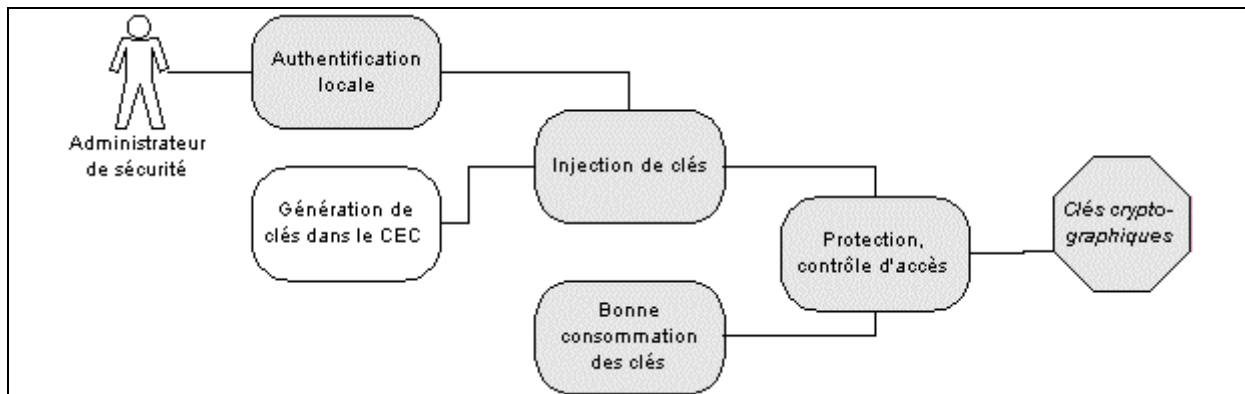 Authentification
locale
Administrateur
de sécurité
Injection de clés
Génération de
clés dans le CEC
Clés crypto-
graphiques
Protection,
contrôle d'accès
Bonne
consommation
des clés